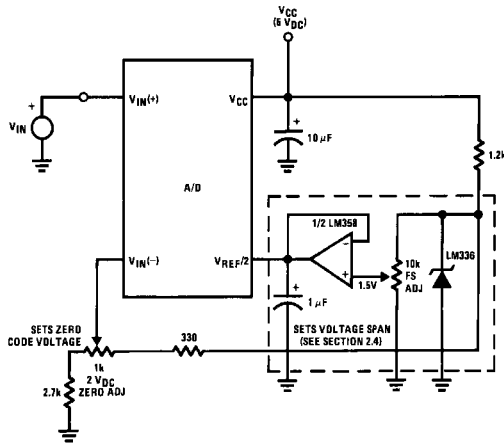 VCC
(5 VDC)
VIN(+)
VCC
+
VIN
+
10 µF
1.2k
A/D
1/2 LM358
−
LM336
VIN(−)
VREF/2
+
10k
FS
ADJ
1.5V
+
1 µF
SETS ZERO
CODE VOLTAGE
330
SETS VOLTAGE SPAN
(SEE SECTION 2.4)
1k
2 VDC
ZERO ADJ
2.7k